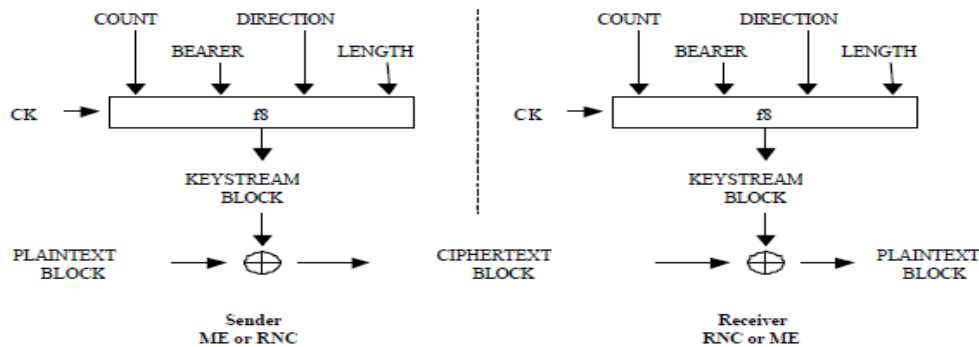 COUNT DIRECTION COUNT DIRECTION
BEARER LENGTH BEARER LENGTH
CK f8 CK f8
KEYSTREAM BLOCK KEYSTREAM BLOCK
PLAINTEXT BLOCK CIPHERTEXT BLOCK PLAINTEXT BLOCK
Sender Receiver
ME or RNC RNC or ME